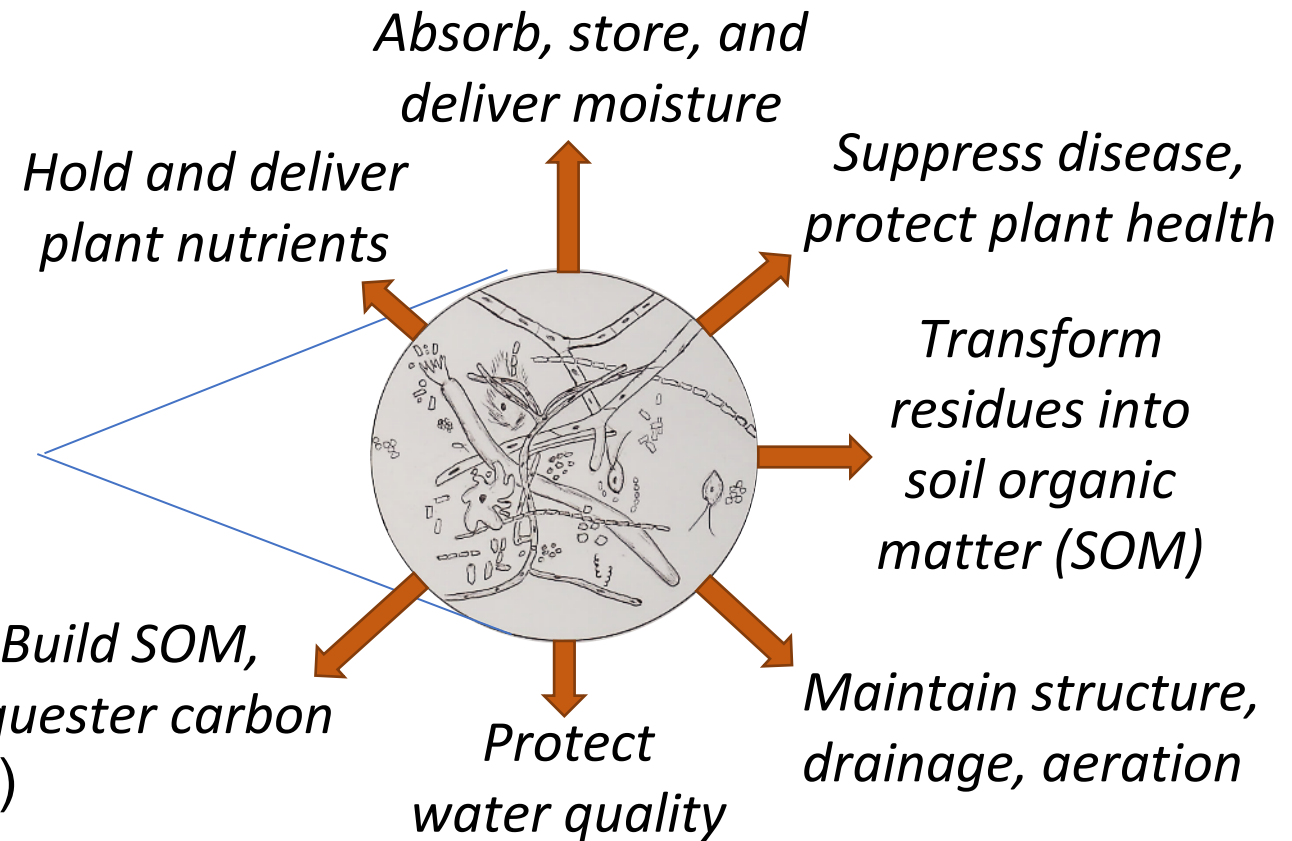 Absorb, store, and
deliver moisture
Hold and deliver
plant nutrients
Suppress disease,
protect plant health
Transform
residues into
soil organic
matter (SOM)
Build SOM,
carbon
)
Maintain structure,
drainage, aeration
Protect
water quality